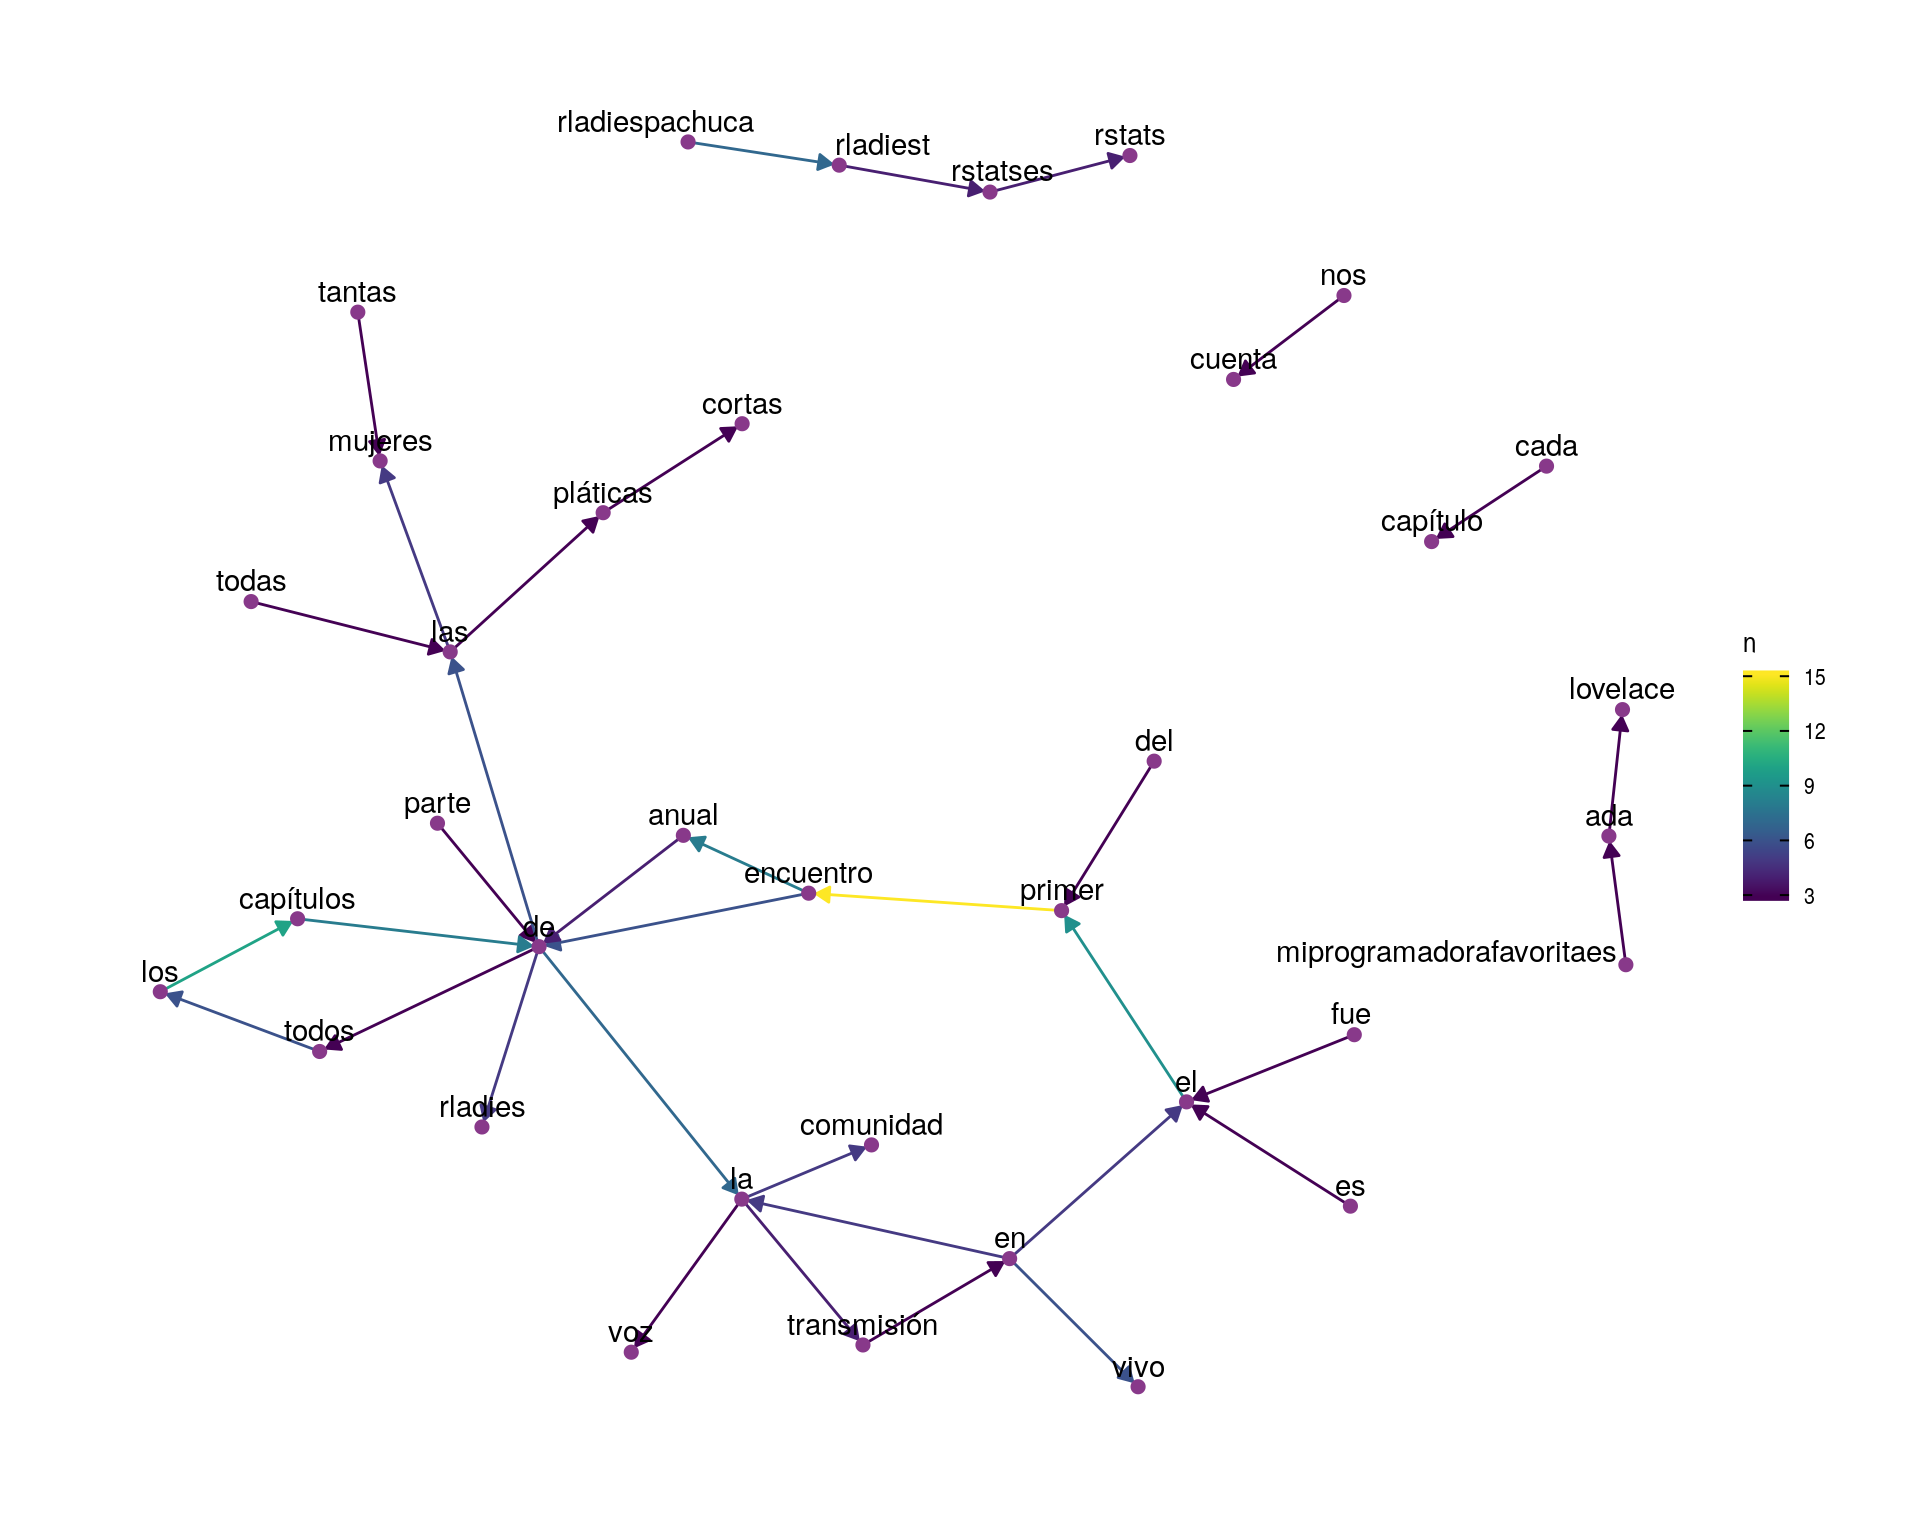 rladiespachuca
rladiest
rstats
rstatses
nos
tantas
cuenta
cortas
mujeres
cada
pláticas
capítulo
todas
las
n
15
lovelace
12
del
9
parte
anual
ada
6
encuentro
primer
3
capítulos
de
miprogramadorafavoritaes
los
fue
todos
el
rladies
comunidad
la
es
en
voz
transmisión
vivo